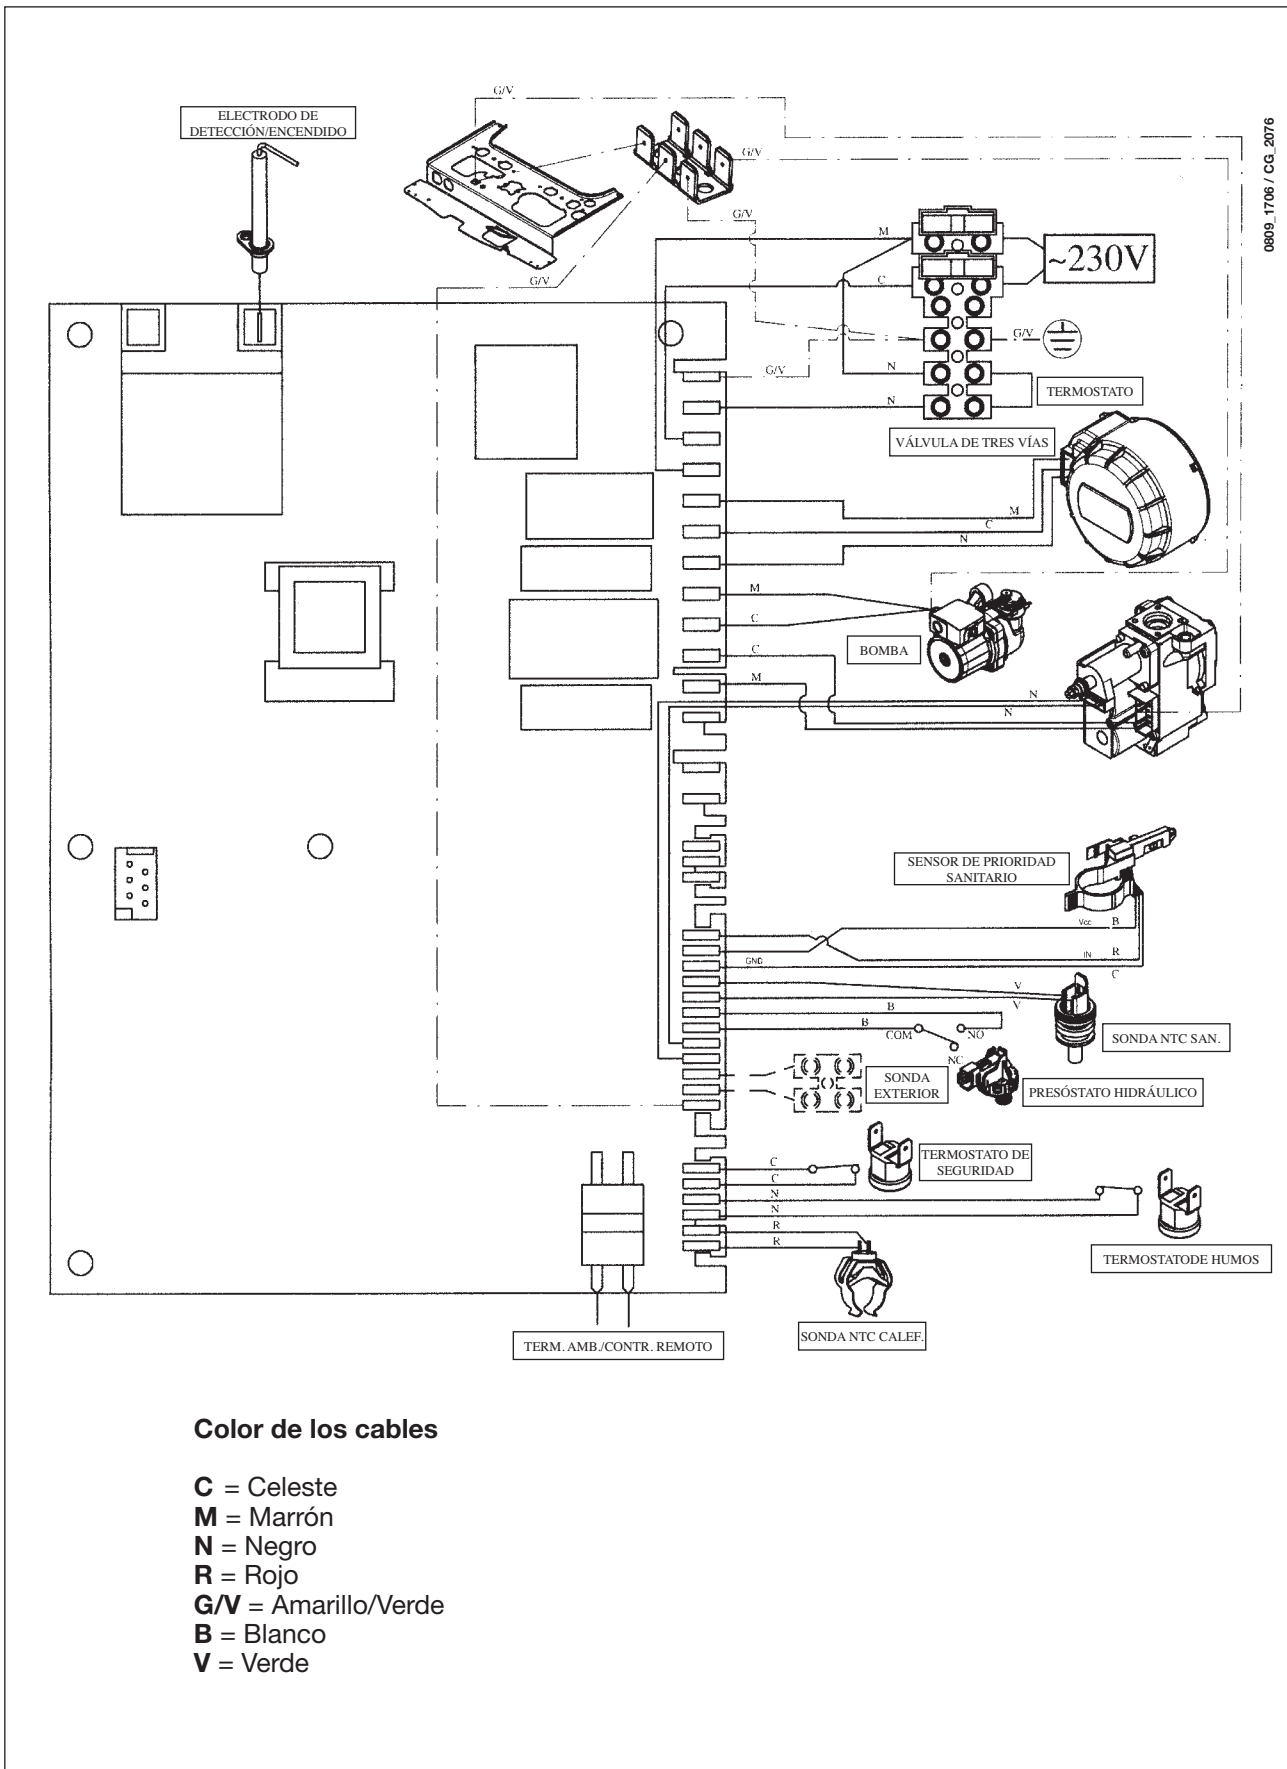 G/V
ELECTRODO DE
DETECCIÓN/ENCENDIDO
0809_1706 / CG_2076
G/V
G/V
M
~230V
G/V
C
G/V
G/V
N
TERMOSTATO
N
VÁLVULA DE TRES VÍAS
M
C
N
M
C
BOMBA
C
M
N
N
SENSOR DE PRIORIDAD
SANITARIO
Vcc B
IN R
GND
C
V
V
B
B
COM
NO
SONDA NTC SAN.
NC
SONDA
EXTERIOR
PRESÓSTATO HIDRÁULICO
TERMOSTATO DE
SEGURIDAD
C
C
N
N
R
R
TERMOSTATODE HUMOS
SONDA NTC CALEF.
TERM. AMB./CONTR. REMOTO
Color de los cables
C = Celeste
M = Marrón
N = Negro
R = Rojo
G/V = Amarillo/Verde
B = Blanco
V = Verde